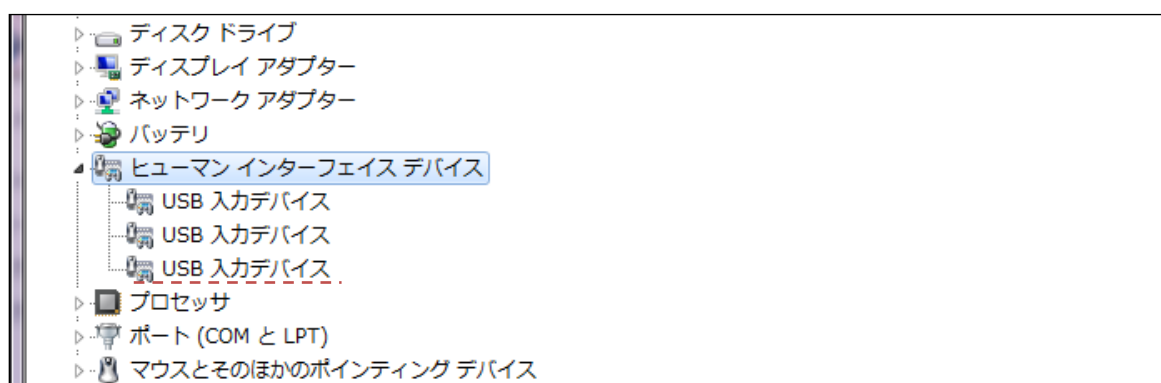 ディスク ドライブ
ディスプレイ アダプター
ネットワーク アダプター
バッテリ
ヒューマン インターフェイス デバイス
USB 入力デバイス
USB 入力デバイス
USB 入力デバイス
プロセッサ
ポート (COM と LPT)
マウスとそのほかのポインティング デバイス